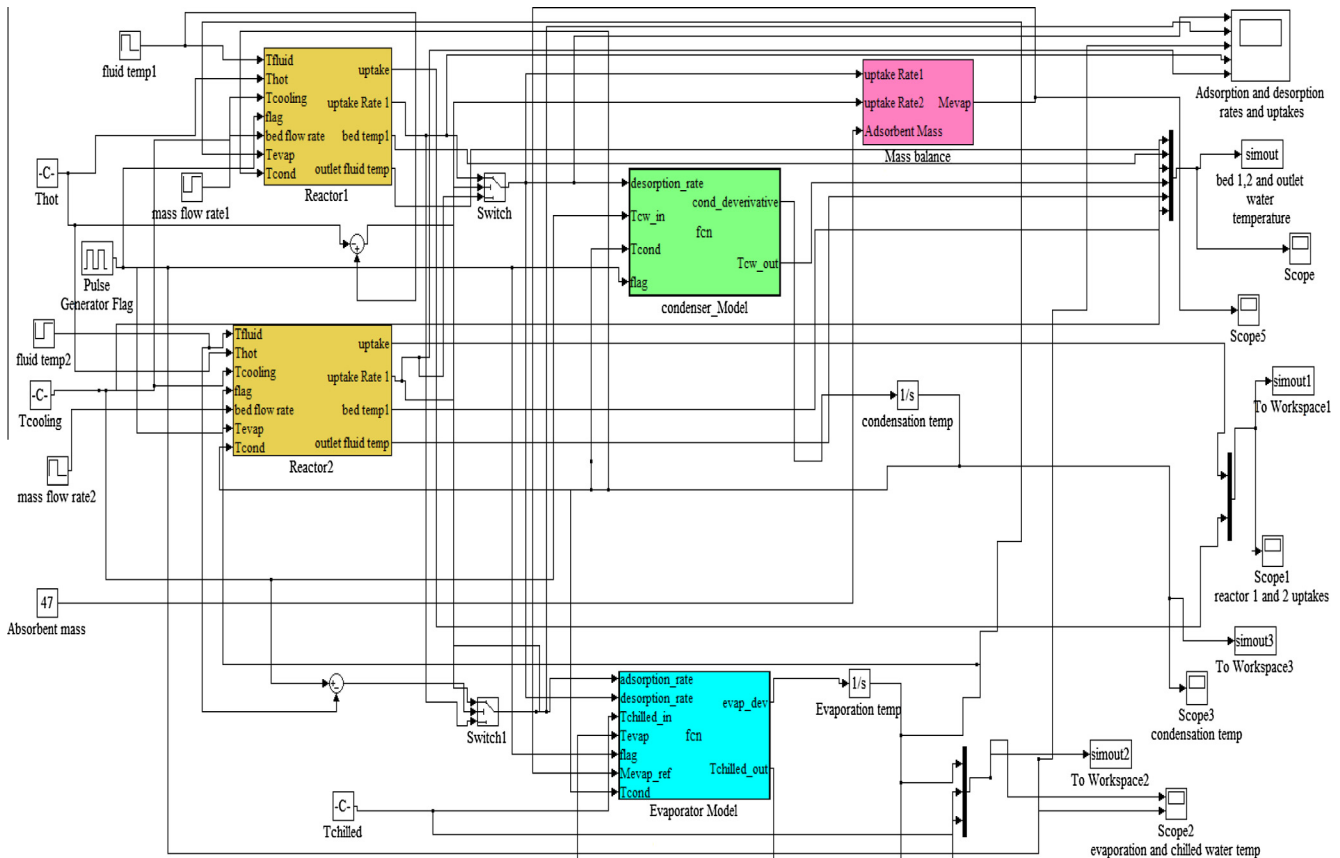 fluid temp1
Tfluid
Thot
Tcooling
flag
bed flow rate
Tevap
Tcond
uptake
uptake Rate 1
bed temp1
outlet fluid temp
Reactor1
-C-
Thot
mass flow rate1
Switch
uptake Rate1
uptake Rate2
Adsorbent Mass
Mevap
Mass balance
Adsorption and desorption
rates and uptakes
simout
bed 1,2 and outlet
water
temperature
Scope
desorption_rate
Tcw_in
Tcond
flag
cond_deverivative
fcn
Tcw_out
condenser_Model
Pulse
Generator Flag
Scope5
fluid temp2
Tfluid
Thot
Tcooling
flag
bed flow rate
Tevap
Tcond
uptake
uptake Rate 1
bed temp1
outlet fluid temp
Reactor2
-C-
Tcooling
mass flow rate2
1/s
condensation temp
simout1
To Workspace1
Scope1
reactor 1 and 2 uptakes
47
Absorbent mass
simout3
To Workspace3
Scope3
condensation temp
Switch1
adsorption_rate
desorption_rate
Tchilled_in
Tevap
flag
Mevap_ref
Tcond
evap_dev
fcn
Tchilled_out
Evaporator Model
1/s
Evaporation temp
simout2
To Workspace2
-C-
Tchilled
Scope2
evaporation and chilled water temp